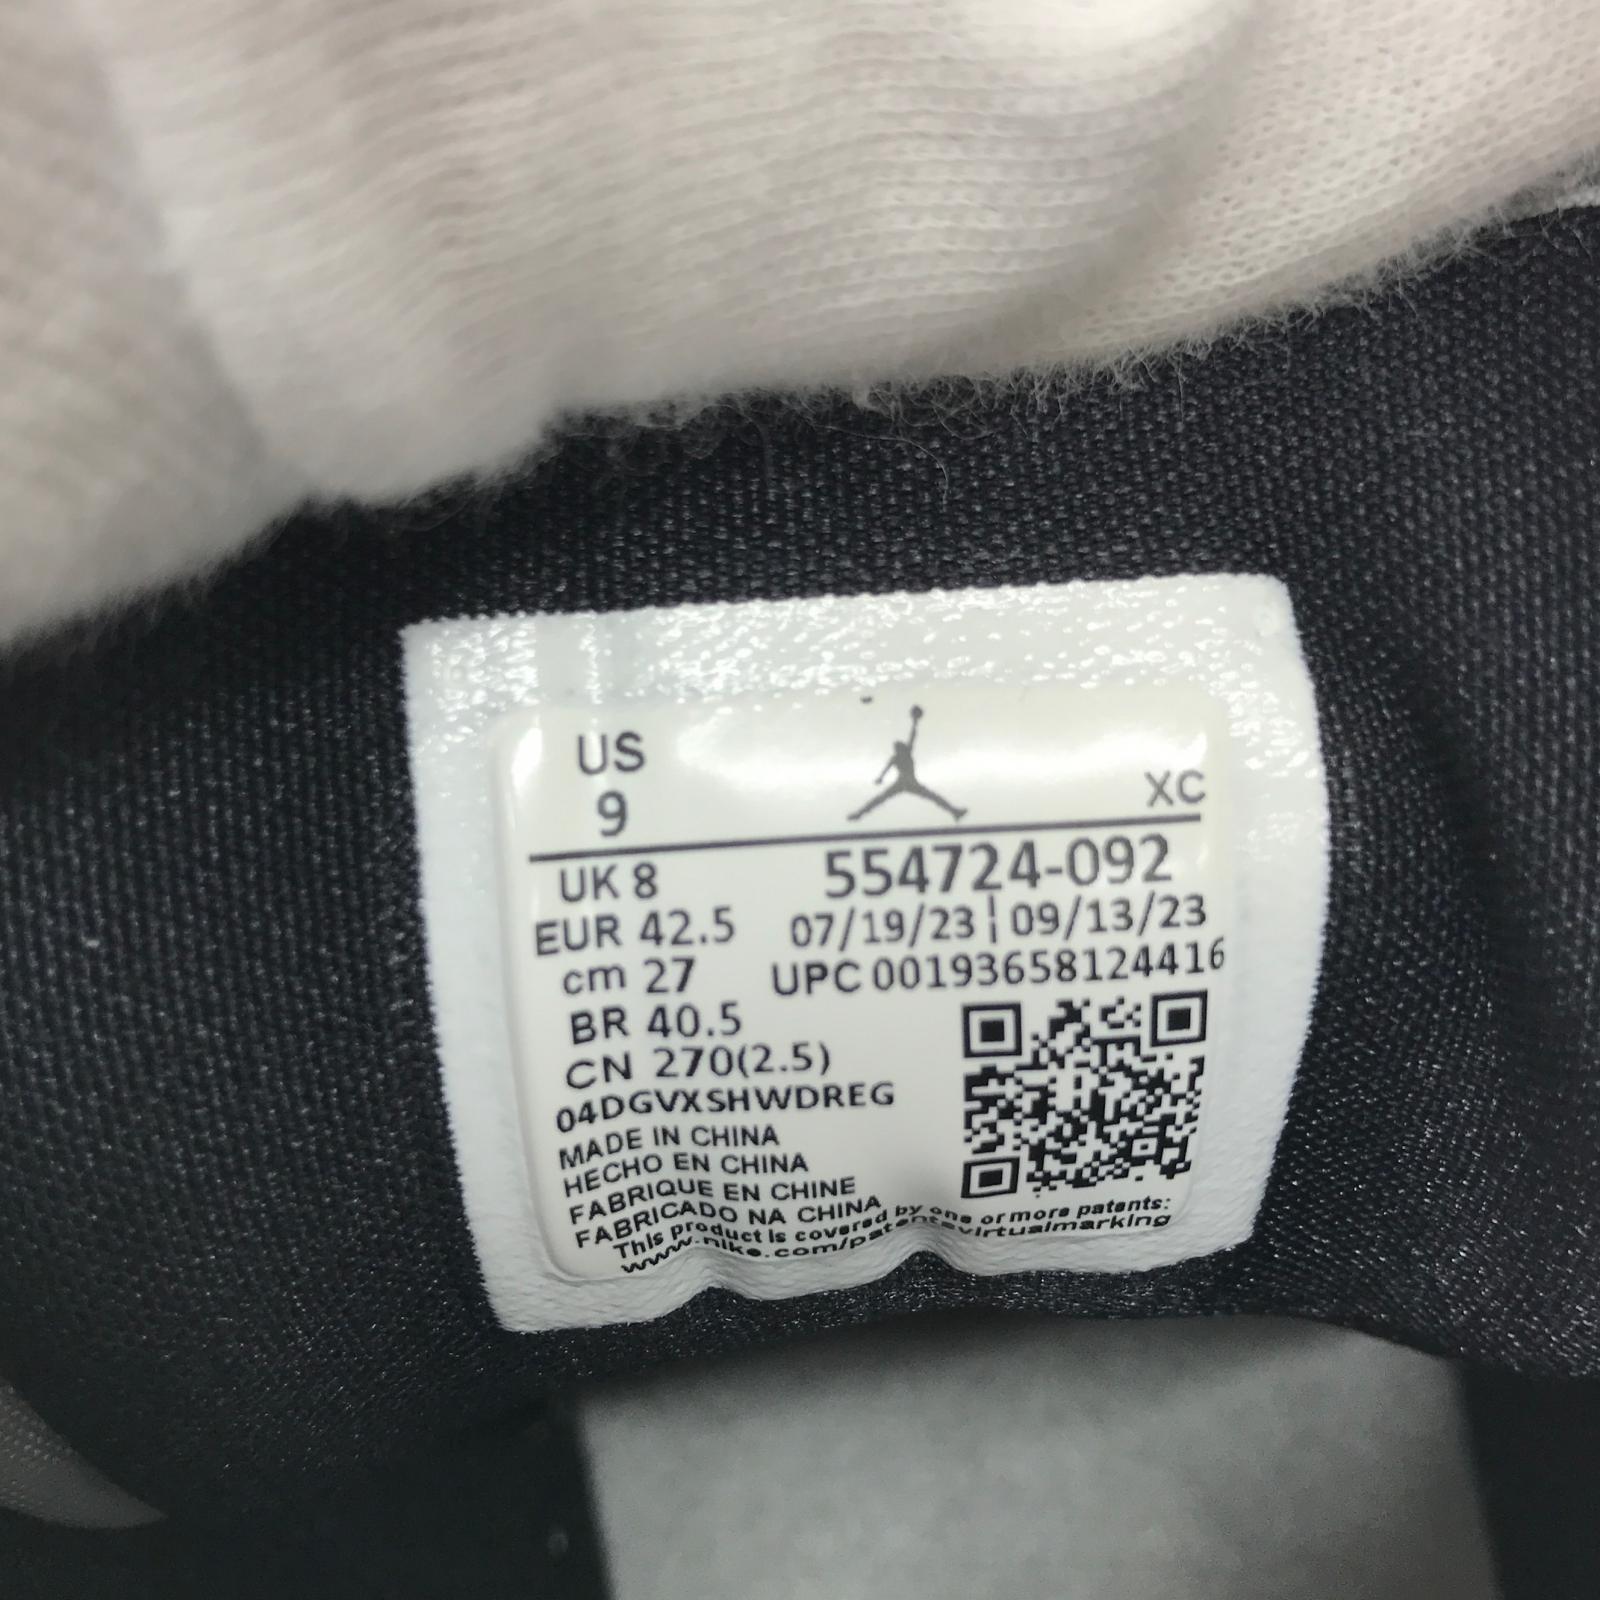 US
9
XC
UK 8
554724-092
EUR 42.5
07/19/23 | 09/13/23
cm 27
UPC 00193658124416
BR 40.5
CN 270(2.5)
04DGVXSHWDREG
MADE IN CHINA
HECHO EN CHINA
FABRIQUE EN CHINE
FABRICADO NA CHINA
This product is covered by one or more patents:
www.nike.com/patentsvirtualmarking